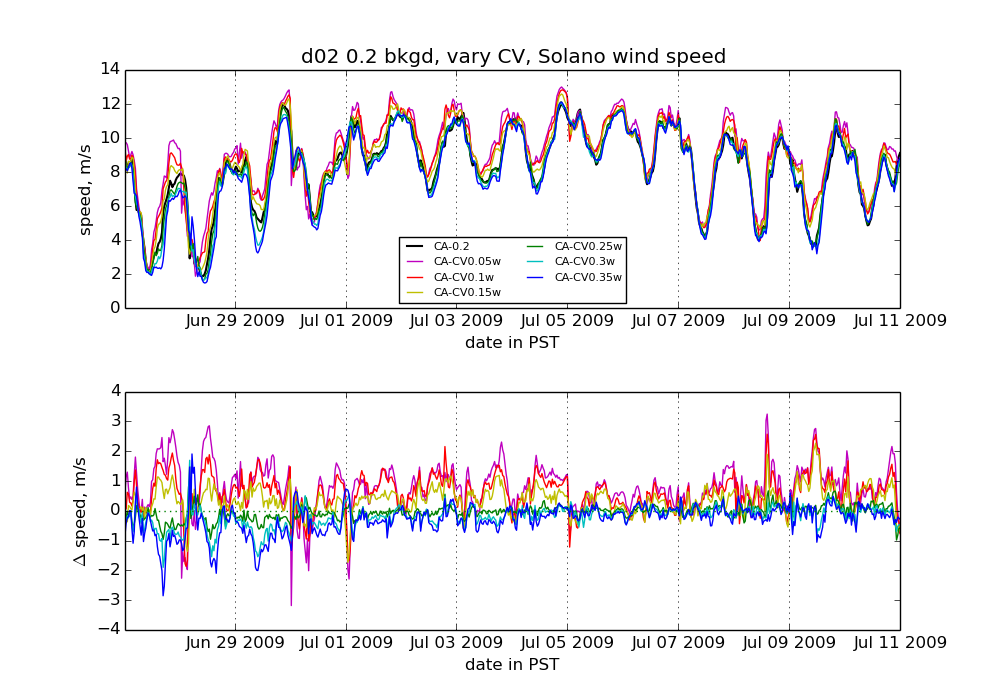 d02 0.2 bkgd, vary CV, Solano wind speed
14
12
10
8
6
4
2
0
speed, m/s
CA-0.2
CA-CV0.05w
CA-CV0.1w
CA-CV0.15w
CA-CV0.25w
CA-CV0.3w
CA-CV0.35w
Jun 29 2009 Jul 01 2009 Jul 03 2009 Jul 05 2009 Jul 07 2009 Jul 09 2009 Jul 11 2009
date in PST
4
3
2
1
0
−1
−2
−3
−4
Δ speed, m/s
Jun 29 2009 Jul 01 2009 Jul 03 2009 Jul 05 2009 Jul 07 2009 Jul 09 2009 Jul 11 2009
date in PST